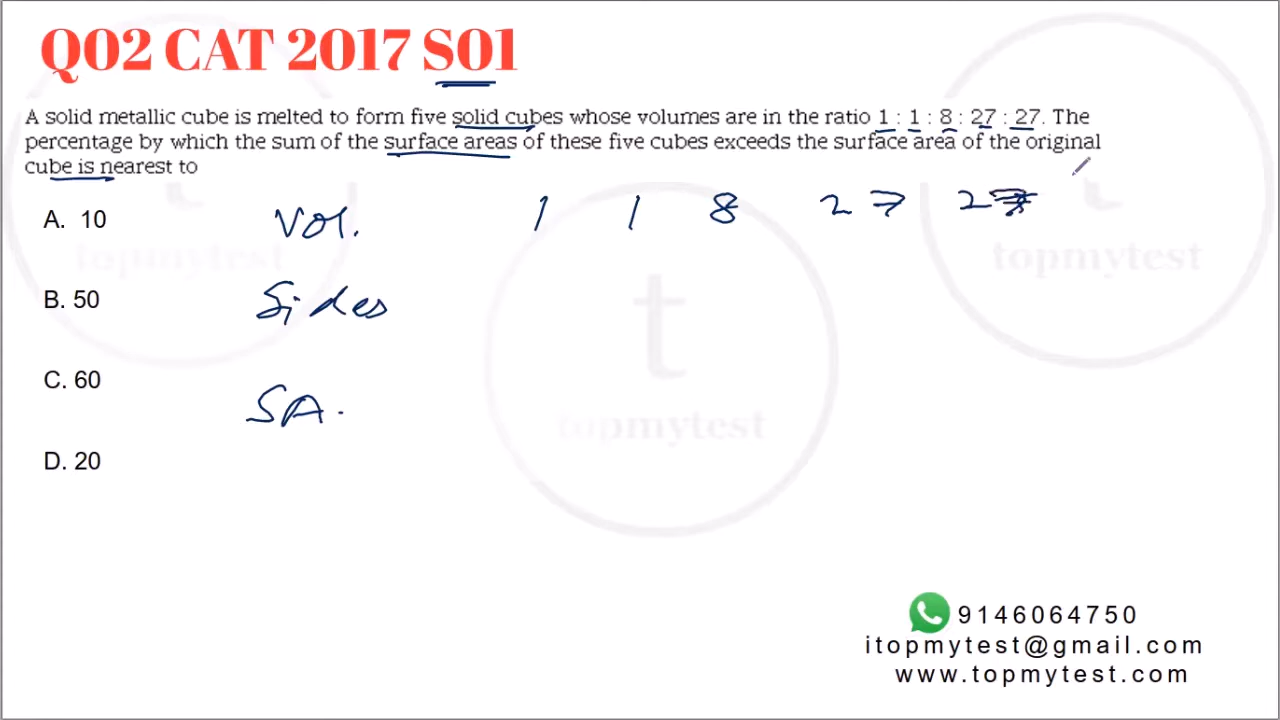 Q02 CAT 2017 S01
A solid metallic cube is melted to form five solid cubes whose volumes are in the ratio 1 : 1 : 8 : 27 : 27. The
percentage by which the sum of the surface areas of these five cubes exceeds the surface area of the original
cube is nearest to
A. 10
Vol. 1 1 8 27 27
B. 50
Sides
C. 60
SA.
D. 20
t
topmytest
t
topmytest
topmytest
9146064750
itopmytest@gmail.com
www.topmytest.com